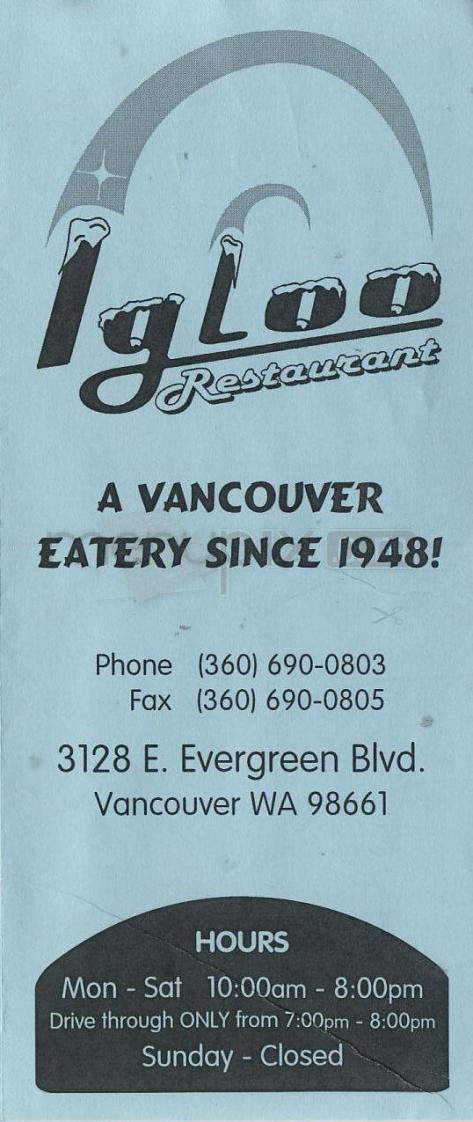 Igloo
Restaurant
A VANCOUVER
EATERY SINCE 1948!
Phone (360) 690-0803
Fax (360) 690-0805
3128 E. Evergreen Blvd.
Vancouver WA 98661
HOURS
Mon - Sat 10:00am - 8:00pm
Drive through ONLY from 7:00pm - 8:00pm
Sunday - Closed